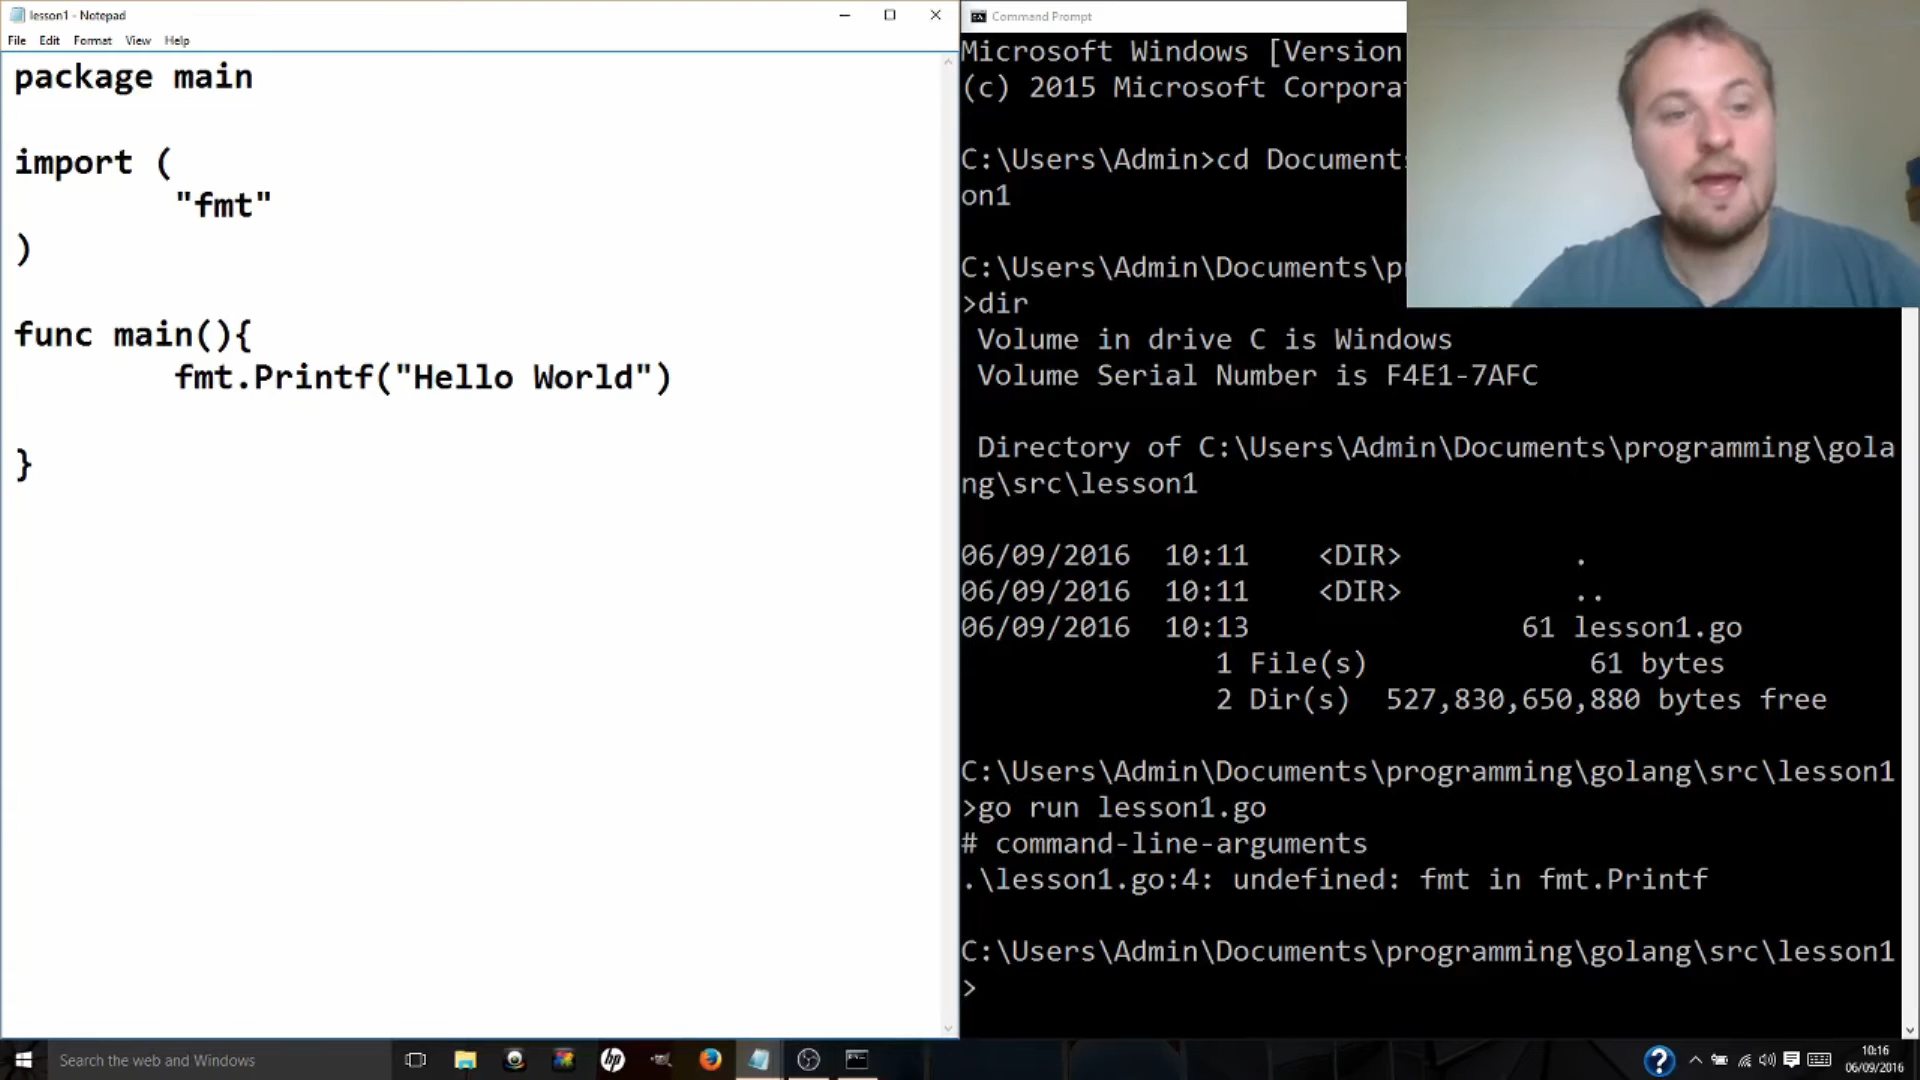 lesson1 - Notepad
File Edit Format View Help
package main
import (
"fmt"
)
func main(){
fmt.Printf("Hello World")
}
Command Prompt
Microsoft Windows [Version
(c) 2015 Microsoft Corpora
C:\Users\Admin>cd Document
on1
C:\Users\Admin\Documents\p
>dir
Volume in drive C is Windows
Volume Serial Number is F4E1-7AFC
Directory of C:\Users\Admin\Documents\programming\gola
ng\src\lesson1
06/09/2016 10:11 <DIR> .
06/09/2016 10:11 <DIR> ..
06/09/2016 10:13 61 lesson1.go
1 File(s) 61 bytes
2 Dir(s) 527,830,650,880 bytes free
C:\Users\Admin\Documents\programming\golang\src\lesson1
>go run lesson1.go
# command-line-arguments
.\lesson1.go:4: undefined: fmt in fmt.Printf
C:\Users\Admin\Documents\programming\golang\src\lesson1
>
Search the web and Windows
hp
?
10:16
06/09/2016